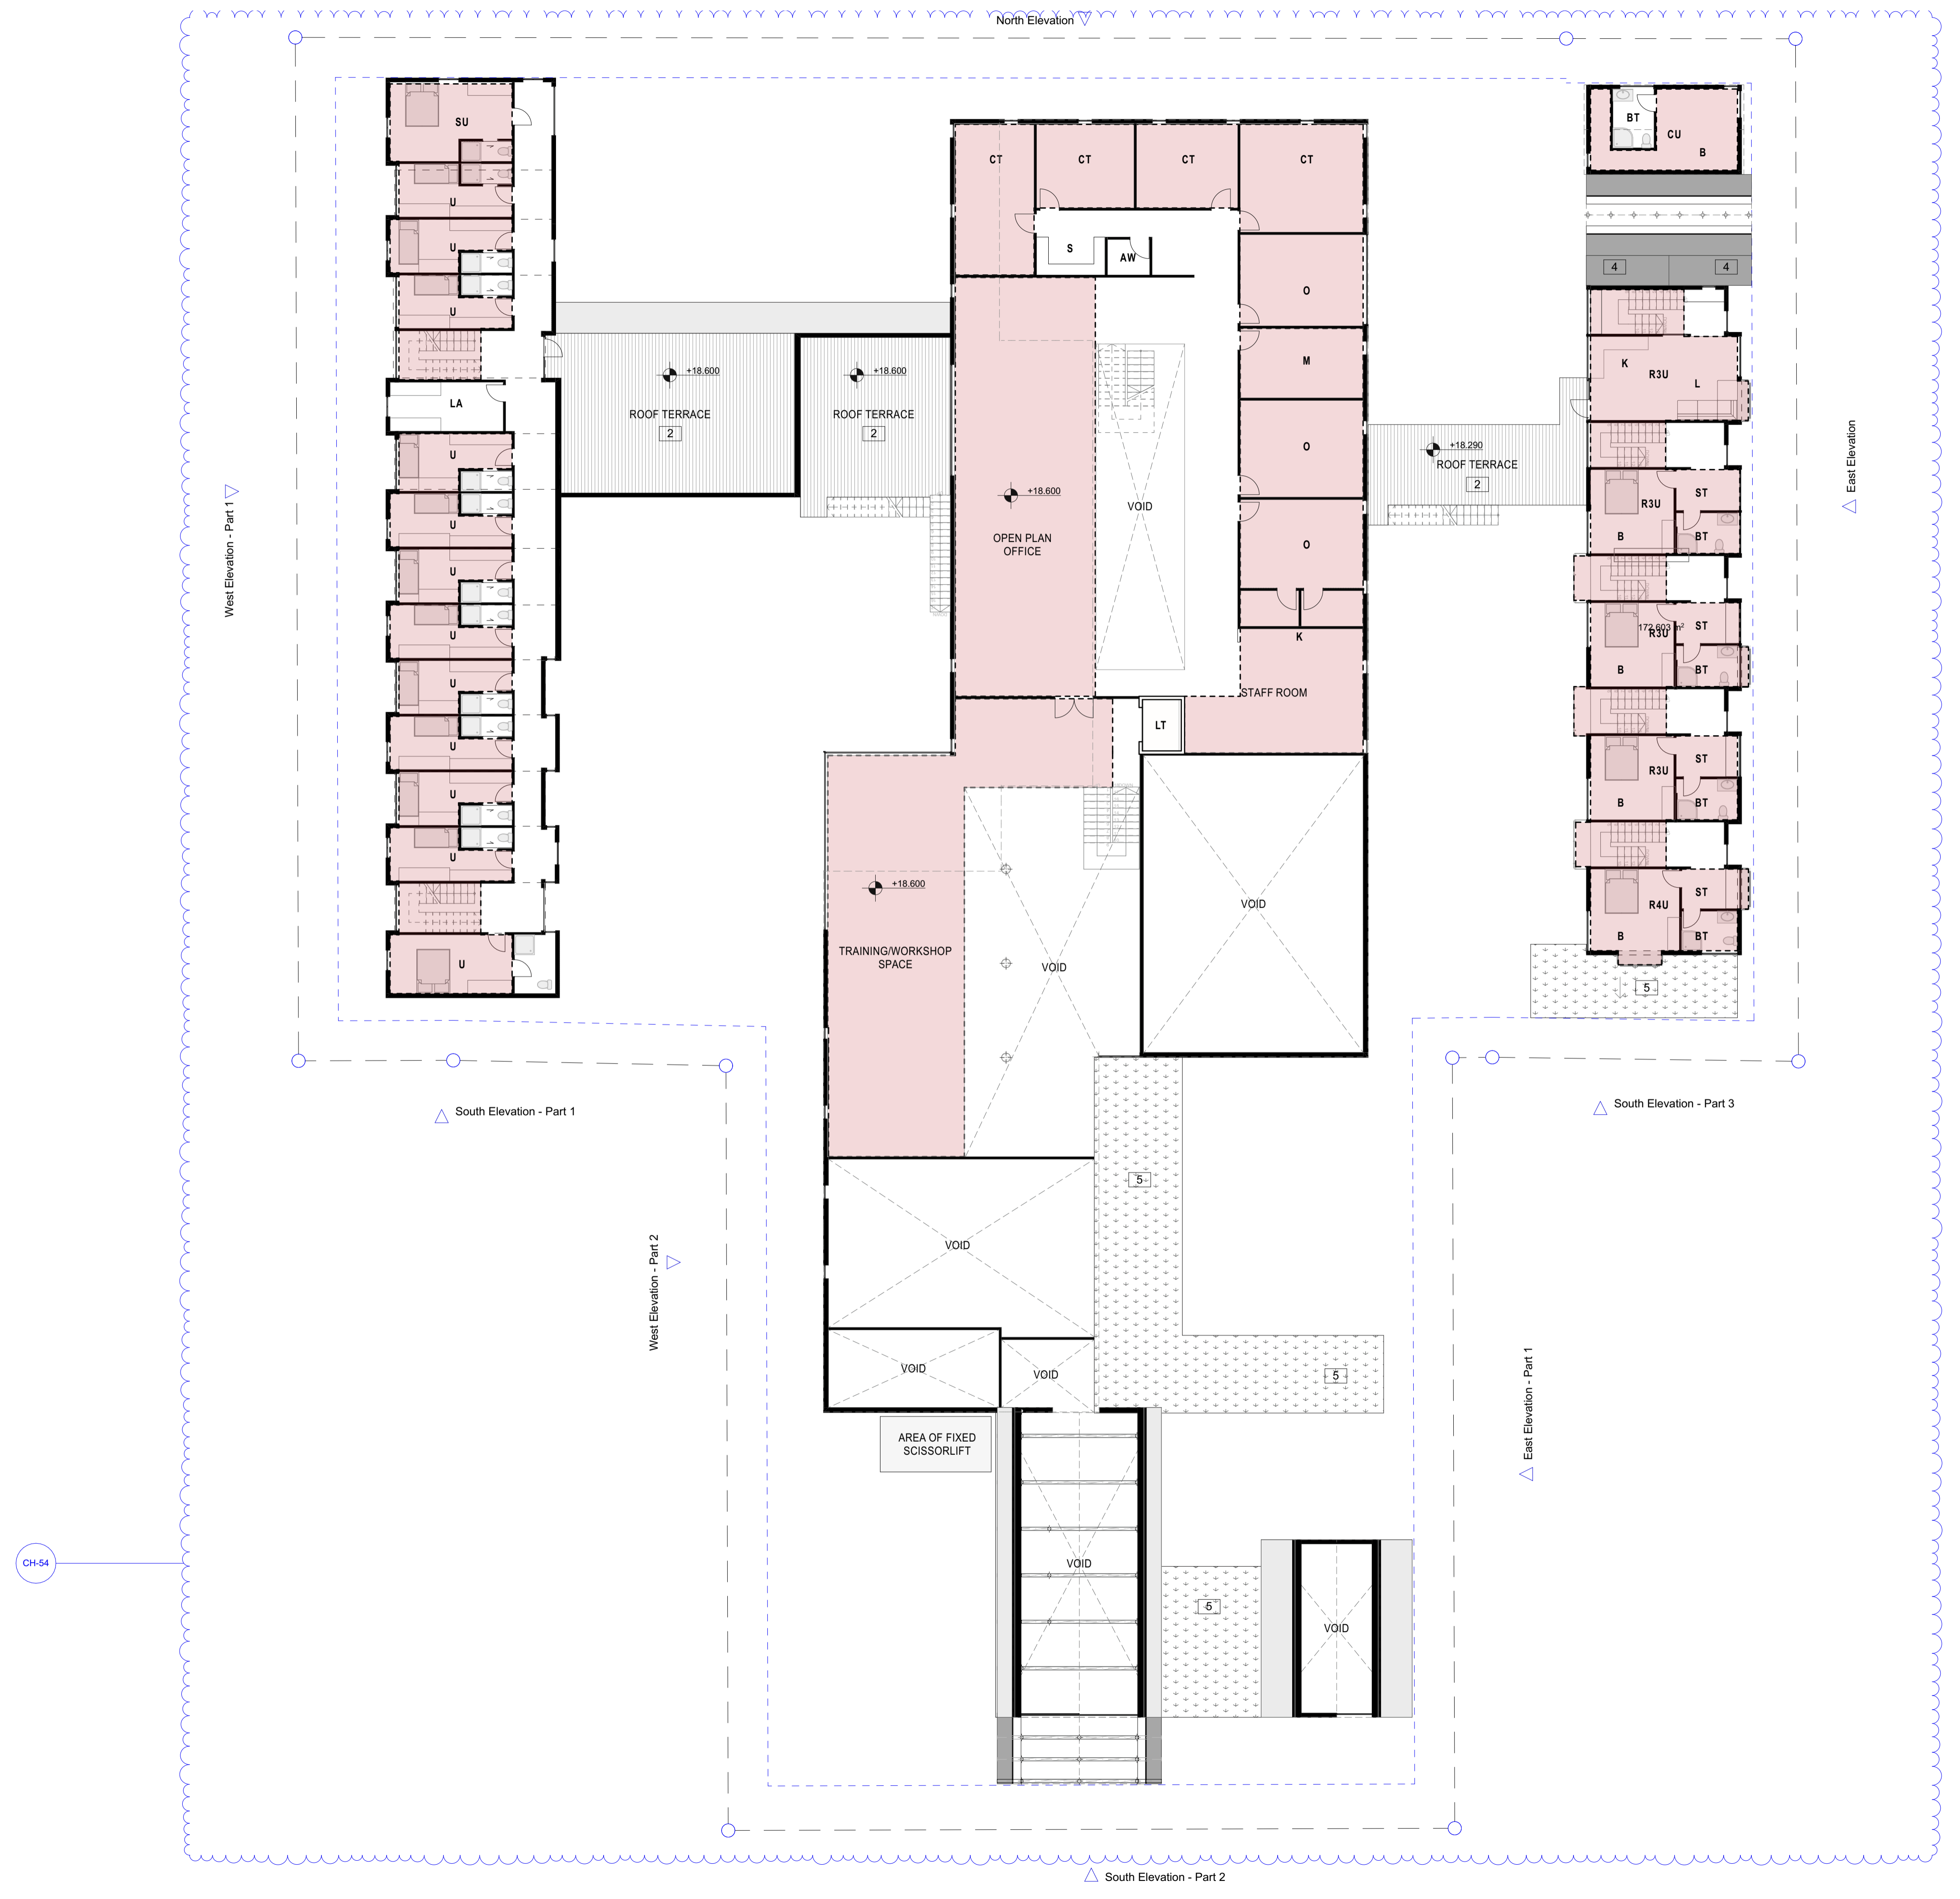 North Elevation
SU
U
U
U
LA
U
U
U
U
U
U
U
U
U
West Elevation - Part 1
+18.600
ROOF TERRACE
2
+18.600
ROOF TERRACE
2
CT
CT
CT
CT
S
AW
O
M
O
O
K
+18.600
OPEN PLAN
OFFICE
VOID
STAFF ROOM
LT
+18.600
TRAINING/WORKSHOP
SPACE
VOID
VOID
VOID
VOID
VOID
5
5
AREA OF FIXED
SCISSORLIFT
VOID
5
VOID
+18.290
ROOF TERRACE
2
BT
CU
B
4
4
K
R3U
L
R3U
ST
B
BT
172.603 m²
R3U
ST
B
BT
R3U
ST
B
BT
R4U
ST
B
BT
5
East Elevation
South Elevation - Part 1
South Elevation - Part 3
West Elevation - Part 2
East Elevation - Part 1
CH-54
South Elevation - Part 2